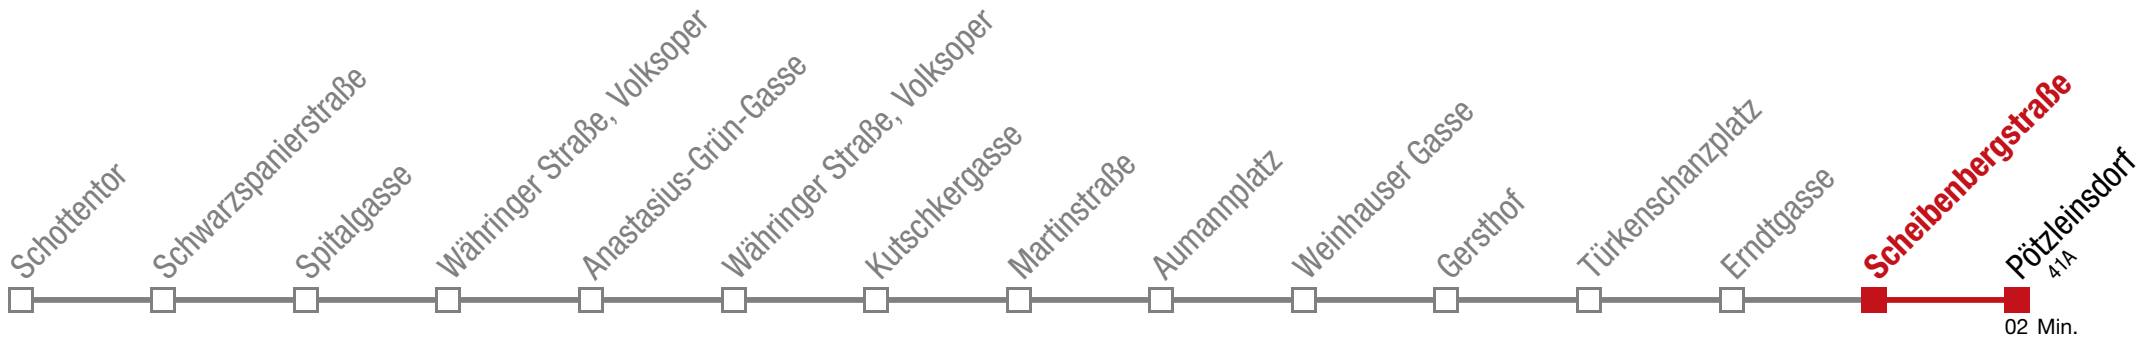 Schottentor
Schwarzspanierstraße
Spitalgasse
Währinger Straße, Volksoper
Anastasius-Grün-Gasse
Währinger Straße, Volksoper
Kutschkergasse
Martinstraße
Aumannplatz
Weinhauser Gasse
Gersthof
Türkenschanzplatz
Erndtgasse
Scheibenbergstraße
Pötzleinsdorf
41A
02 Min.